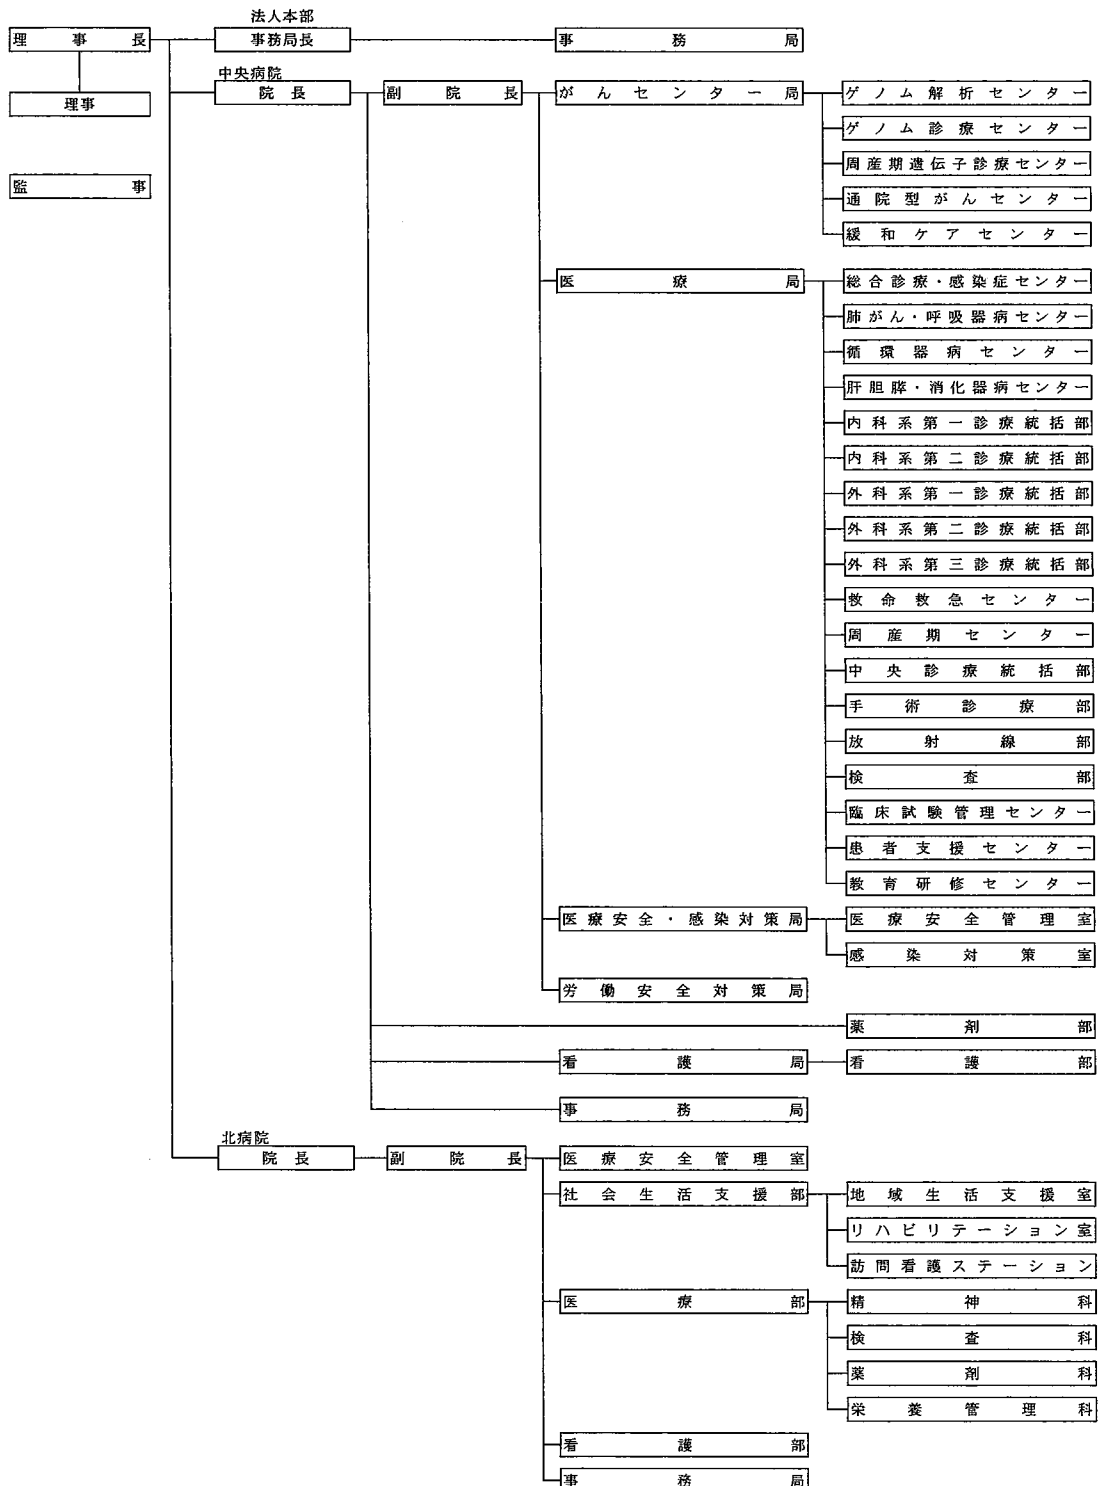 法人本部
理事長 事務局長 事務局
中央病院
理事 院長 副院長 がんセンター局 ゲノム解析センター
ゲノム診療センター
周産期遺伝子診療センター
監事
通院型がんセンター
緩和ケアセンター
医療局 総合診療・感染症センター
肺がん・呼吸器病センター
循環器病センター
肝胆膵・消化器病センター
内科系第一診療統括部
内科系第二診療統括部
外科系第一診療統括部
外科系第二診療統括部
外科系第三診療統括部
救命救急センター
周産期センター
中央診療統括部
手術診療部
放射線部
検査部
臨床試験管理センター
患者支援センター
教育研修センター
医療安全・感染対策局 医療安全管理室
感染対策室
労働安全対策局
薬剤部
看護局 看護部
事務局
北病院
院長 副院長 医療安全管理室
社会生活支援部 地域生活支援室
リハビリテーション室
訪問看護ステーション
医療部 精神科
検査科
薬剤科
栄養管理科
看護部
事務局